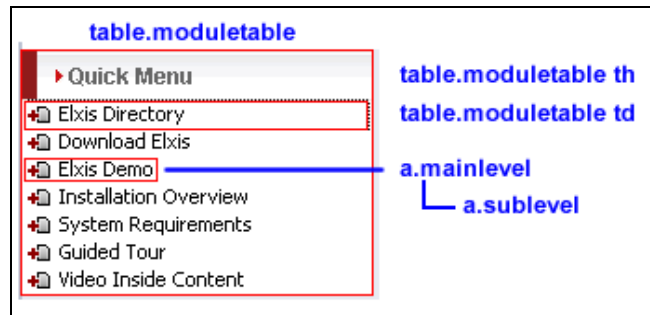 table.moduletable
Quick Menu
table.moduletable th
Elxis Directory
table.moduletable td
Download Elxis
Elxis Demo
a.mainlevel
Installation Overview
a.sublevel
System Requirements
Guided Tour
Video Inside Content